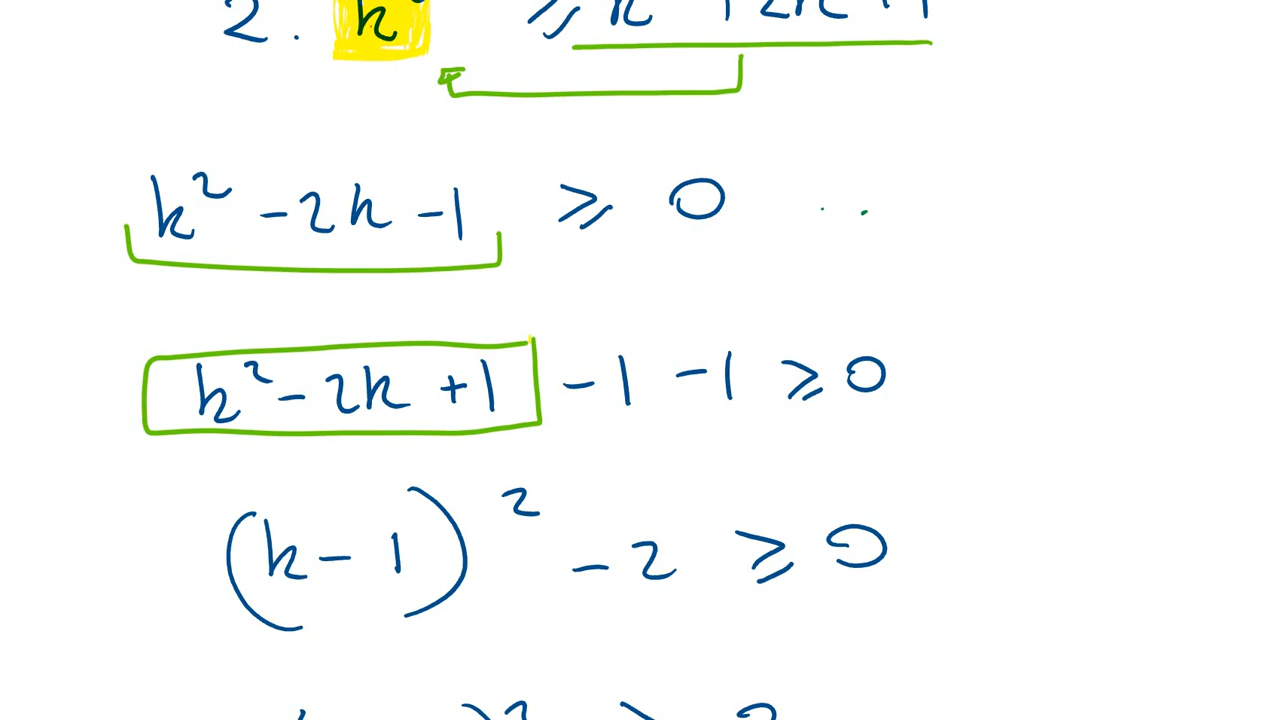 2. k² ≥ k² + 2k + 1
k² - 2k - 1 ≥ 0
k² - 2k + 1 - 1 - 1 ≥ 0
(k - 1)² - 2 ≥ 0